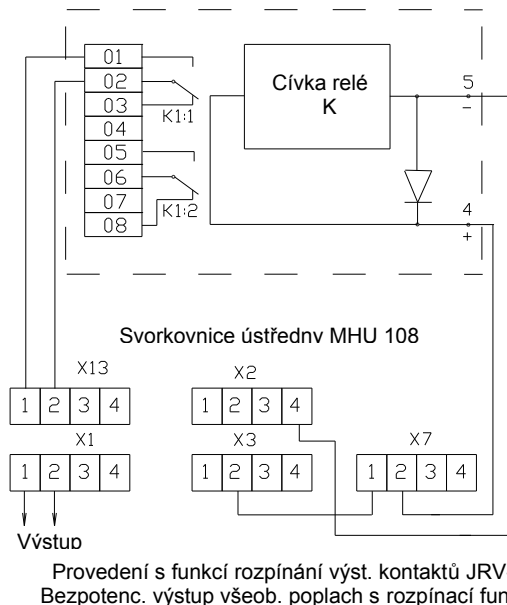 01
02
03
04
05
06
07
08
K1:1
K1:2
Cívka relé
K
5
-
4
+
Svorkovnice ústřednv MHU 108
X13
1 2 3 4
X2
1 2 3 4
X1
1 2 3 4
X3
1 2 3 4
X7
1 2 3 4
Výstup
Provedení s funkcí rozpínání výst. kontaktů JRV
Bezpotenc. výstup všeob. poplach s rozpínací fun